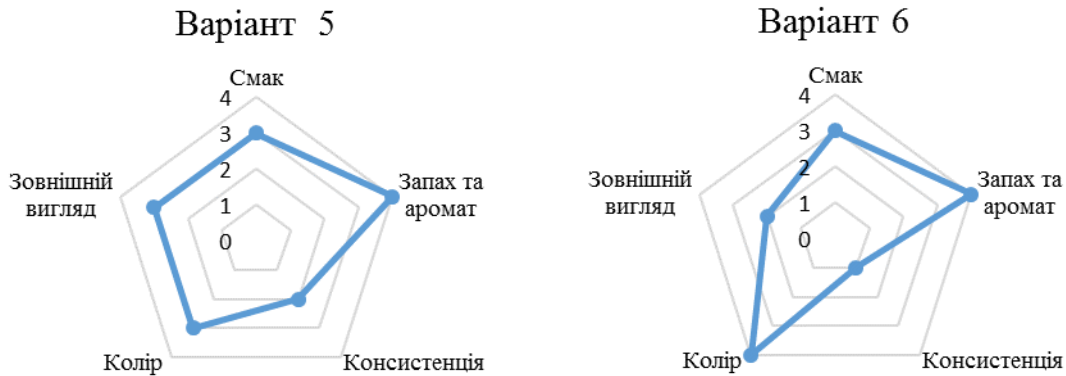 Варіант 5
Смак
4
3
2
1
0
Зовнішній
вигляд
Запах та
аромат
Колір
Консистенція
Варіант 6
Смак
4
3
2
1
0
Зовнішній
вигляд
Запах та
аромат
Колір
Консистенція